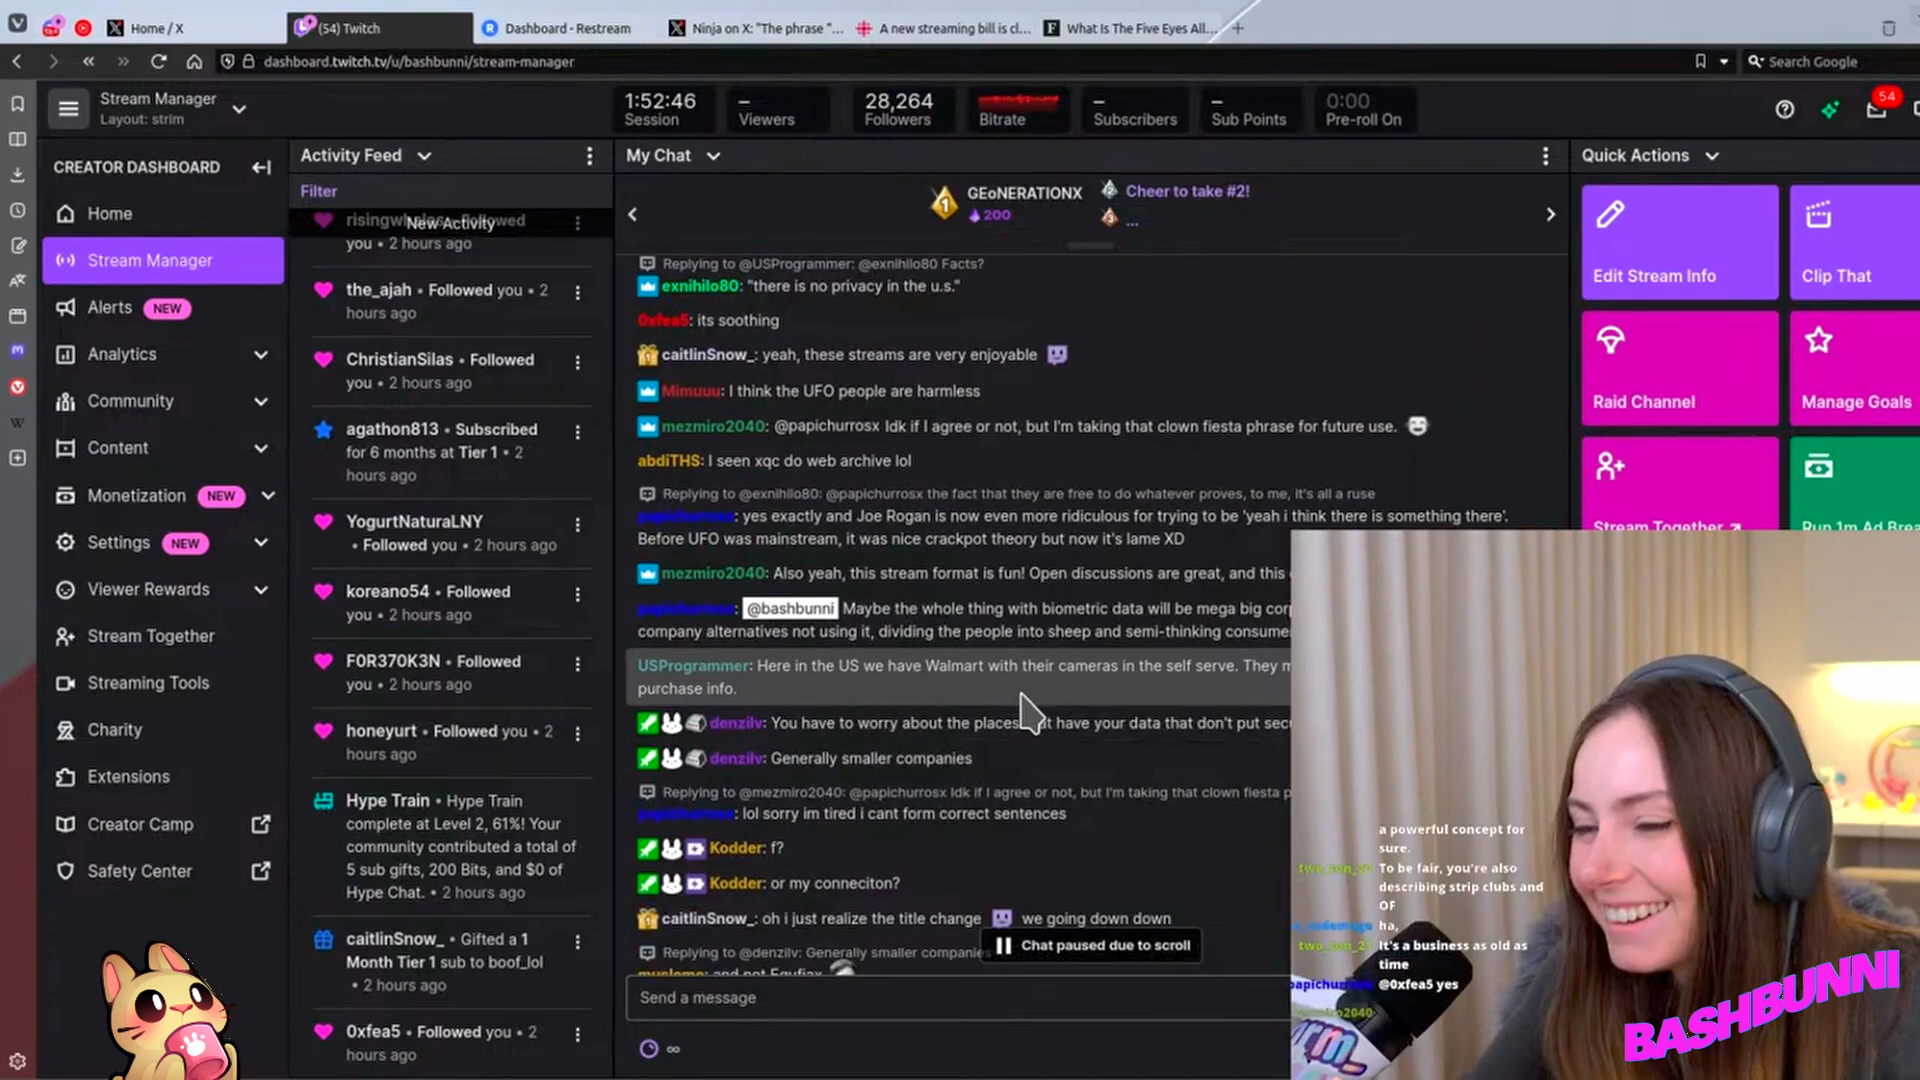 Home / X
(54) Twitch
Dashboard - Restream
Ninja on X: "The phrase "...
A new streaming bill is cl...
What Is The Five Eyes All...
dashboard.twitch.tv/u/bashbunni/stream-manager
Search Google
Stream Manager
Layout: strim
1:52:46
Session
–
Viewers
28,264
Followers
Bitrate
–
Subscribers
–
Sub Points
0:00
Pre-roll On
54
CREATOR DASHBOARD
Home
Stream Manager
Alerts NEW
Analytics
Community
Content
Monetization NEW
Settings NEW
Viewer Rewards
Stream Together
Streaming Tools
Charity
Extensions
Creator Camp
Safety Center
Activity Feed
Filter
New Activity
you • 2 hours ago
the_ajah • Followed you • 2
hours ago
ChristianSilas • Followed
you • 2 hours ago
agathon813 • Subscribed
for 6 months at Tier 1 • 2
hours ago
YogurtNaturaLNY
• Followed you • 2 hours ago
koreano54 • Followed
you • 2 hours ago
F0R370K3N • Followed
you • 2 hours ago
honeyurt • Followed you • 2
hours ago
Hype Train • Hype Train
complete at Level 2, 61%! Your
community contributed a total of
5 sub gifts, 200 Bits, and $0 of
Hype Chat. • 2 hours ago
caitlinSnow_ • Gifted a 1
Month Tier 1 sub to boof_lol
• 2 hours ago
0xfea5 • Followed you • 2
hours ago
My Chat
1 GEoNERATIONX
200
2 Cheer to take #2!
3 ...
Replying to @USProgrammer: @exnihilo80 Facts?
exnihilo80: "there is no privacy in the u.s."
0xfea5: its soothing
caitlinSnow_: yeah, these streams are very enjoyable
Mimuuu: I think the UFO people are harmless
mezmiro2040: @papichurrosx Idk if I agree or not, but I'm taking that clown fiesta phrase for future use.
abdiTHS: I seen xqc do web archive lol
Replying to @exnihilo80: @papichurrosx the fact that they are free to do whatever proves, to me, it's all a ruse
papichurrosx: yes exactly and Joe Rogan is now even more ridiculous for trying to be 'yeah i think there is something there'.
Before UFO was mainstream, it was nice crackpot theory but now it's lame XD
mezmiro2040: Also yeah, this stream format is fun! Open discussions are great, and this
papichurrosx: @bashbunni Maybe the whole thing with biometric data will be mega big corp
company alternatives not using it, dividing the people into sheep and semi-thinking consume
USProgrammer: Here in the US we have Walmart with their cameras in the self serve. They m
purchase info.
denzilv: You have to worry about the places t have your data that don't put sec
denzilv: Generally smaller companies
Replying to @mezmiro2040: @papichurrosx Idk if I agree or not, but I'm taking that clown fiesta p
papichurrosx: lol sorry im tired i cant form correct sentences
Kodder: f?
Kodder: or my conneciton?
caitlinSnow_: oh i just realize the title change we going down down
Replying to @denzilv: Generally smaller companie
Chat paused due to scroll
Send a message
∞
Quick Actions
Edit Stream Info
Clip That
Raid Channel
Manage Goals
Stream Together
Run 1m Ad Brea
a powerful concept for
sure.
To be fair, you're also
describing strip clubs and
OF
ha,
It's a business as old as
time
papichurrosx @0xfea5 yes
BASHBUNNI